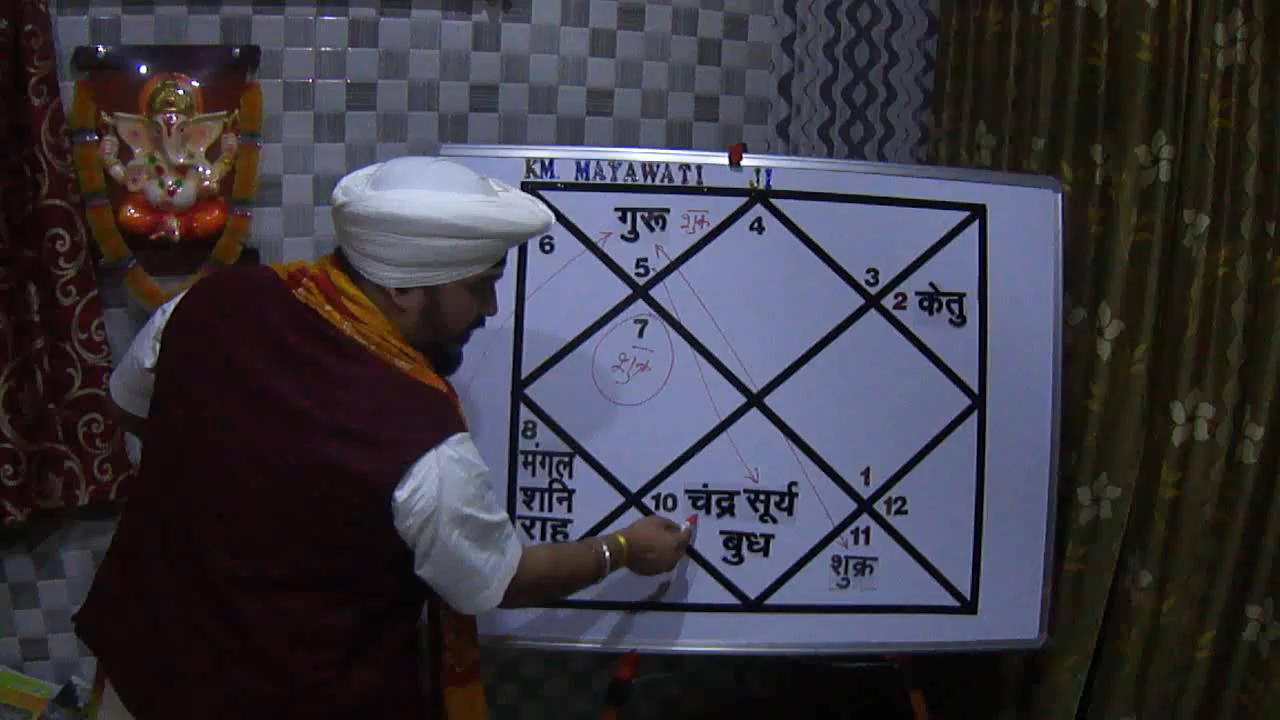 KM. MAYAWATI JI
गुरू शुक्र
6
4
5
3
2 केतु
7
शुक्र
8
मंगल
शनि
राहु
10 चंद्र सूर्य
बुध
1
12
11
शुक्र